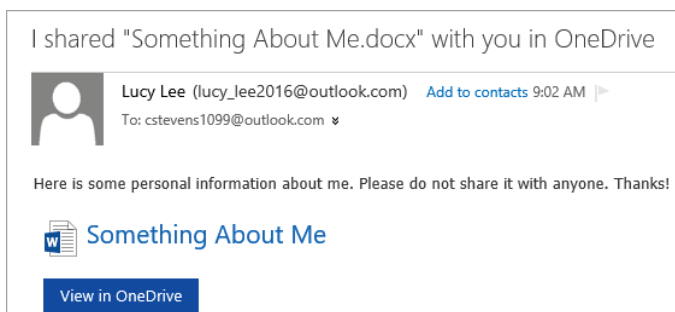 I shared "Something About Me.docx" with you in OneDrive
Lucy Lee (lucy_lee2016@outlook.com) Add to contacts 9:02 AM
To: cstevens1099@outlook.com
Here is some personal information about me. Please do not share it with anyone. Thanks!
W
Something About Me
View in OneDrive